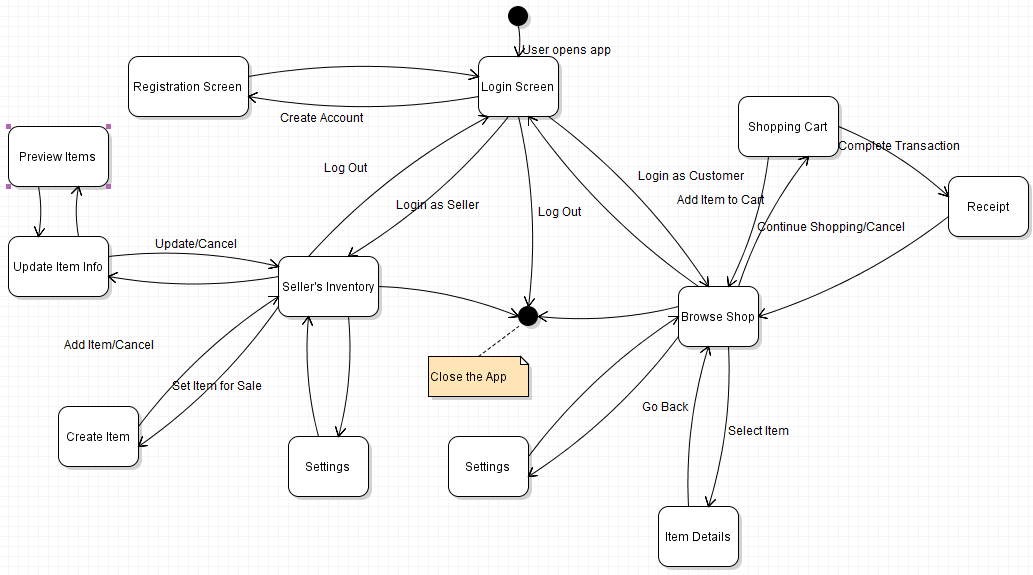 User opens app
Registration Screen
Login Screen
Create Account
Shopping Cart
Complete Transaction
Preview Items
Log Out
Login as Customer
Add Item to Cart
Login as Seller
Log Out
Receipt
Continue Shopping/Cancel
Update/Cancel
Update Item Info
Seller's Inventory
Browse Shop
Add Item/Cancel
Close the App
Set Item for Sale
Go Back
Select Item
Create Item
Settings
Settings
Item Details